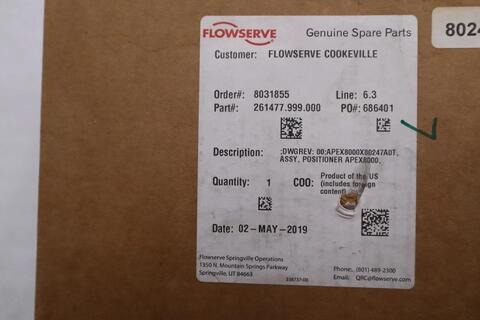 FLOWSERVE Genuine Spare Parts
8024
Customer: FLOWSERVE COOKEVILLE
Order#: 8031855 Line: 6.3
Part#: 261477.999.000 PO#: 686401
Description: ;DWGREV: 00;APEX8000X80247A0T,
ASSY, POSITIONER APEX8000,
Quantity: 1 COO: Product of the US
(includes foreign
content)
Date: 02-MAY-2019
Flowserve Springville Operations
1350 N. Mountain Springs Parkway
Springville, UT 84663
Phone.: (801) 489-2300
Email: QRC@flowserve.com